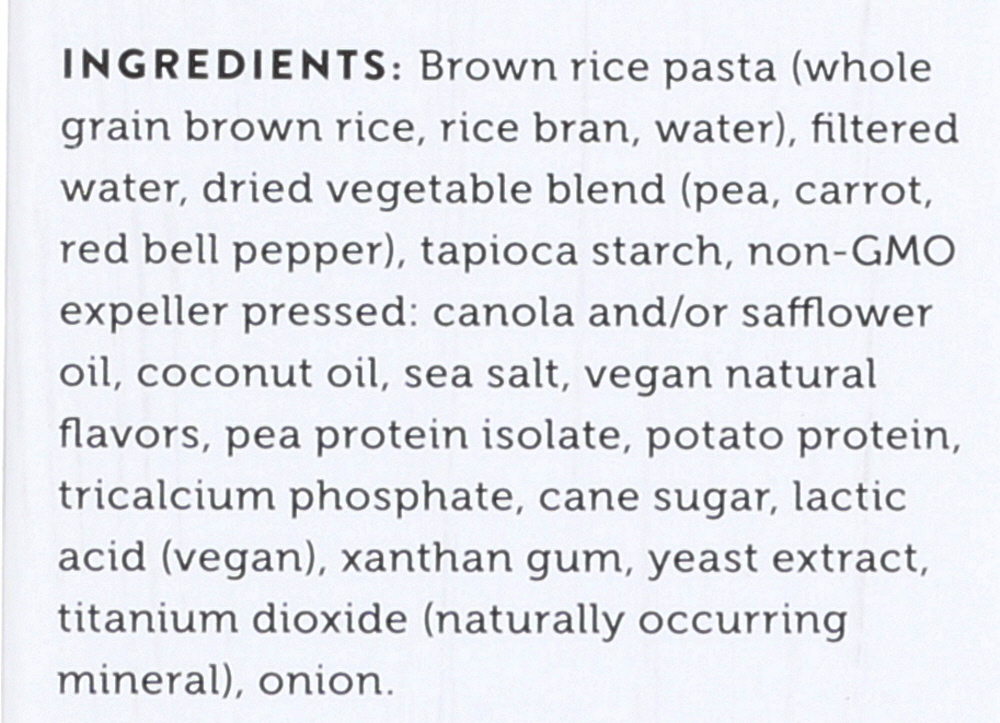 INGREDIENTS: Brown rice pasta (whole
grain brown rice, rice bran, water), filtered
water, dried vegetable blend (pea, carrot,
red bell pepper), tapioca starch, non-GMO
expeller pressed: canola and/or safflower
oil, coconut oil, sea salt, vegan natural
flavors, pea protein isolate, potato protein,
tricalcium phosphate, cane sugar, lactic
acid (vegan), xanthan gum, yeast extract,
titanium dioxide (naturally occurring
mineral), onion.